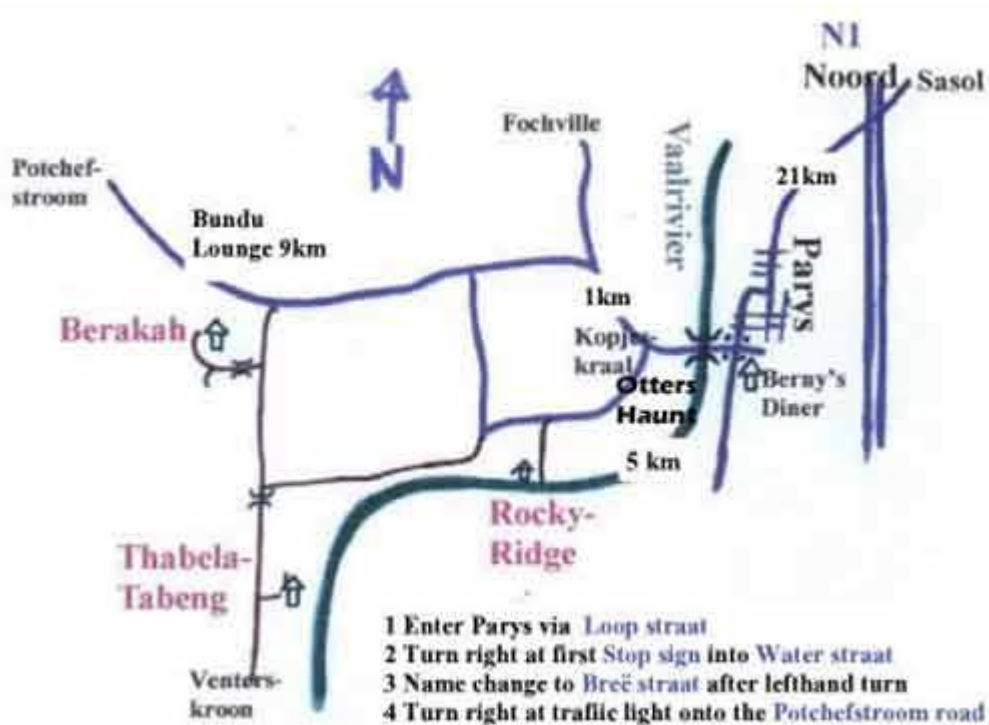 N1
Noord
Sasol
Fochville
Vaalrivier
N
Potchef-
stroom
21km
Bundu
Lounge 9km
Parys
1km
Berakah
Kopjes-
kraal
Otters
Haunt
Berny's
Diner
5 km
Rocky-
Ridge
Thabela-
Tabeng
1 Enter Parys via Loop straat
2 Turn right at first Stop sign into Water straat
3 Name change to Breë straat after lefthand turn
4 Turn right at traffic light onto the Potchefstroom road
Venters-
kroon